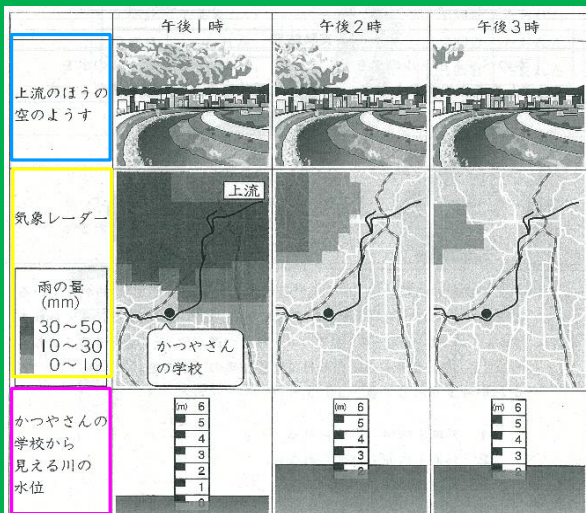 午後1時
午後2時
午後3時
上流のほうの
空のようす
気象レーダー
上流
雨の量
(mm)
30～50
10～30
0～10
かつやさん
の学校
かつやさんの
学校から
見える川の
水位
(m) 6
5
4
3
2
1
0
(m) 6
5
4
3
2
(m) 6
5
4
3
2